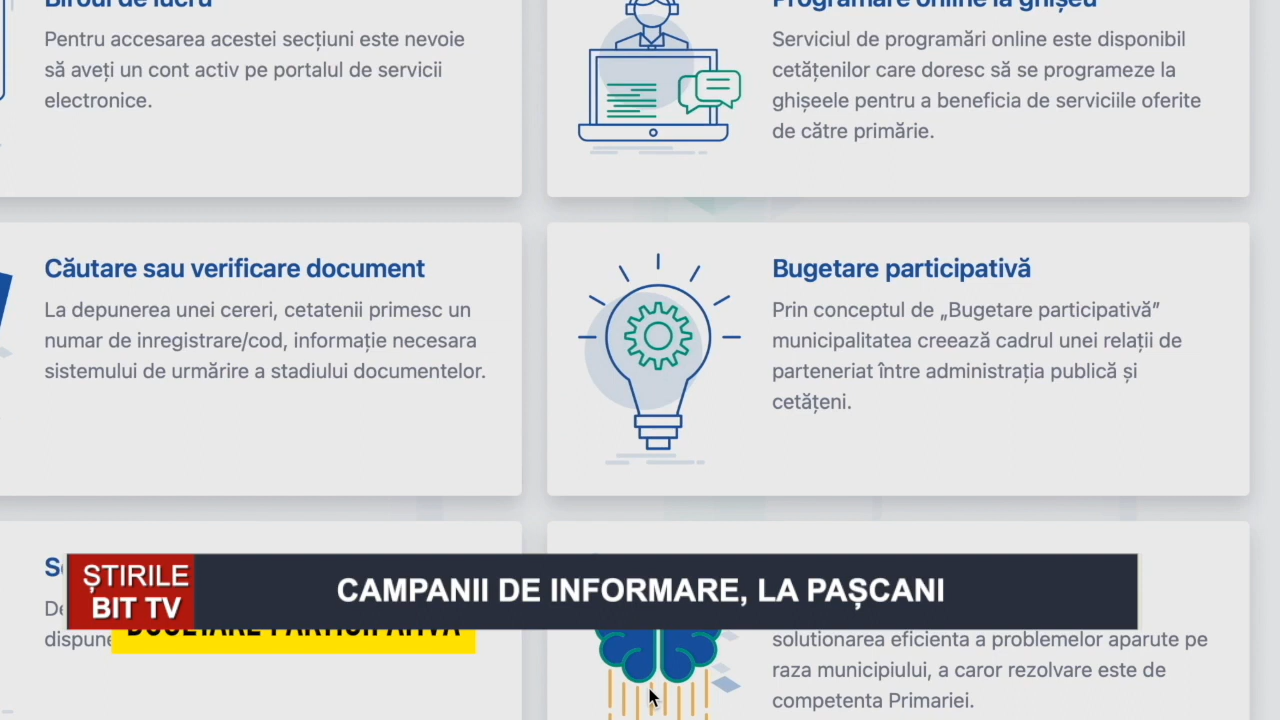 Biroul de lucru
Pentru accesarea acestei secțiuni este nevoie
să aveți un cont activ pe portalul de servicii
electronice.
Programare online la ghișeu
Serviciul de programări online este disponibil
cetățenilor care doresc să se programeze la
ghișeele pentru a beneficia de serviciile oferite
de către primărie.
Căutare sau verificare document
La depunerea unei cereri, cetatenii primesc un
numar de inregistrare/cod, informație necesara
sistemului de urmărire a stadiului documentelor.
Bugetare participativă
Prin conceptul de „Bugetare participativă”
municipalitatea creează cadrul unei relații de
parteneriat între administrația publică și
cetățeni.
ȘTIRILE
BIT TV
CAMPANII DE INFORMARE, LA PAȘCANI
BUGETARE PARTICIPATIVĂ
solutionarea eficienta a problemelor aparute pe
raza municipiului, a caror rezolvare este de
competenta Primariei.